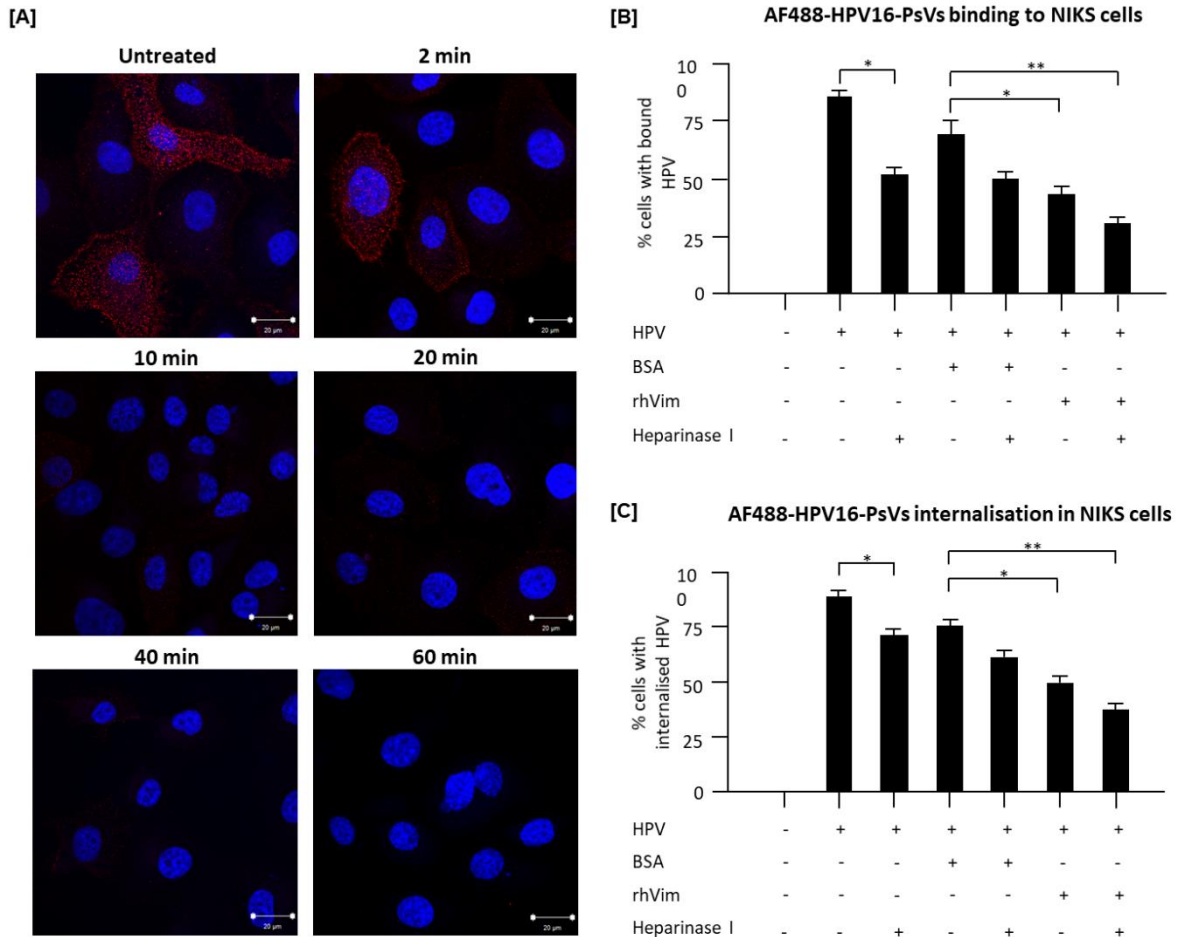 [A]
Untreated
2 min
20 µm
20 µm
10 min
20 min
20 µm
20 µm
40 min
60 min
20 µm
20 µm
[B]
AF488-HPV16-PsVs binding to NIKS cells
% cells with bound
HPV
10
0
75
50
25
0
*
*
**
HPV - + + + + + +
BSA - - - + + - -
rhVim - - - - - + +
Heparinase I - - + - + - +
[C]
AF488-HPV16-PsVs internalisation in NIKS cells
% cells with
internalised HPV
10
0
75
50
25
0
*
*
**
HPV - + + + + + +
BSA - - - + + - -
rhVim - - - - - + +
Heparinase I - - + - + - +